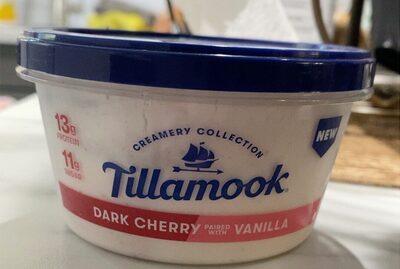 13g
PROTEIN
11g
SUGAR
CREAMERY COLLECTION
NEW
Tillamook
DARK CHERRY PAIRED WITH VANILLA